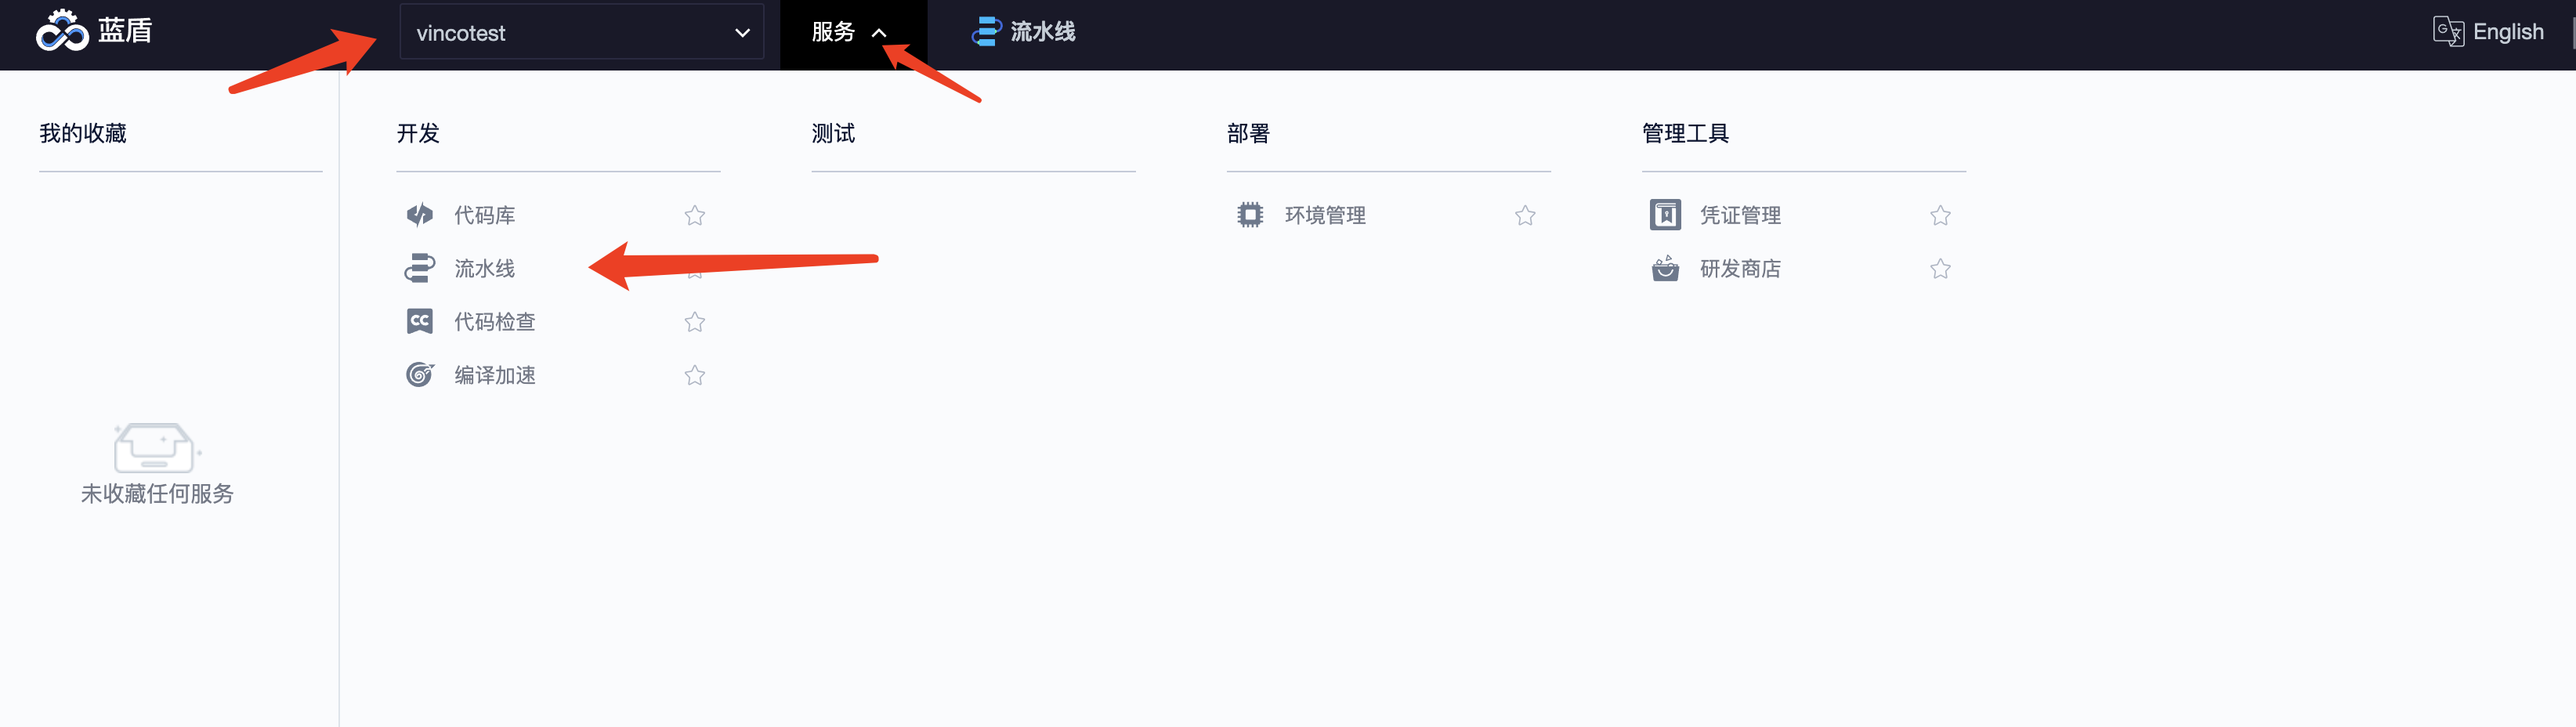 蓝盾
vincotest
服务
流水线
English
我的收藏
未收藏任何服务
开发
代码库
流水线
代码检查
编译加速
测试
部署
环境管理
管理工具
凭证管理
研发商店